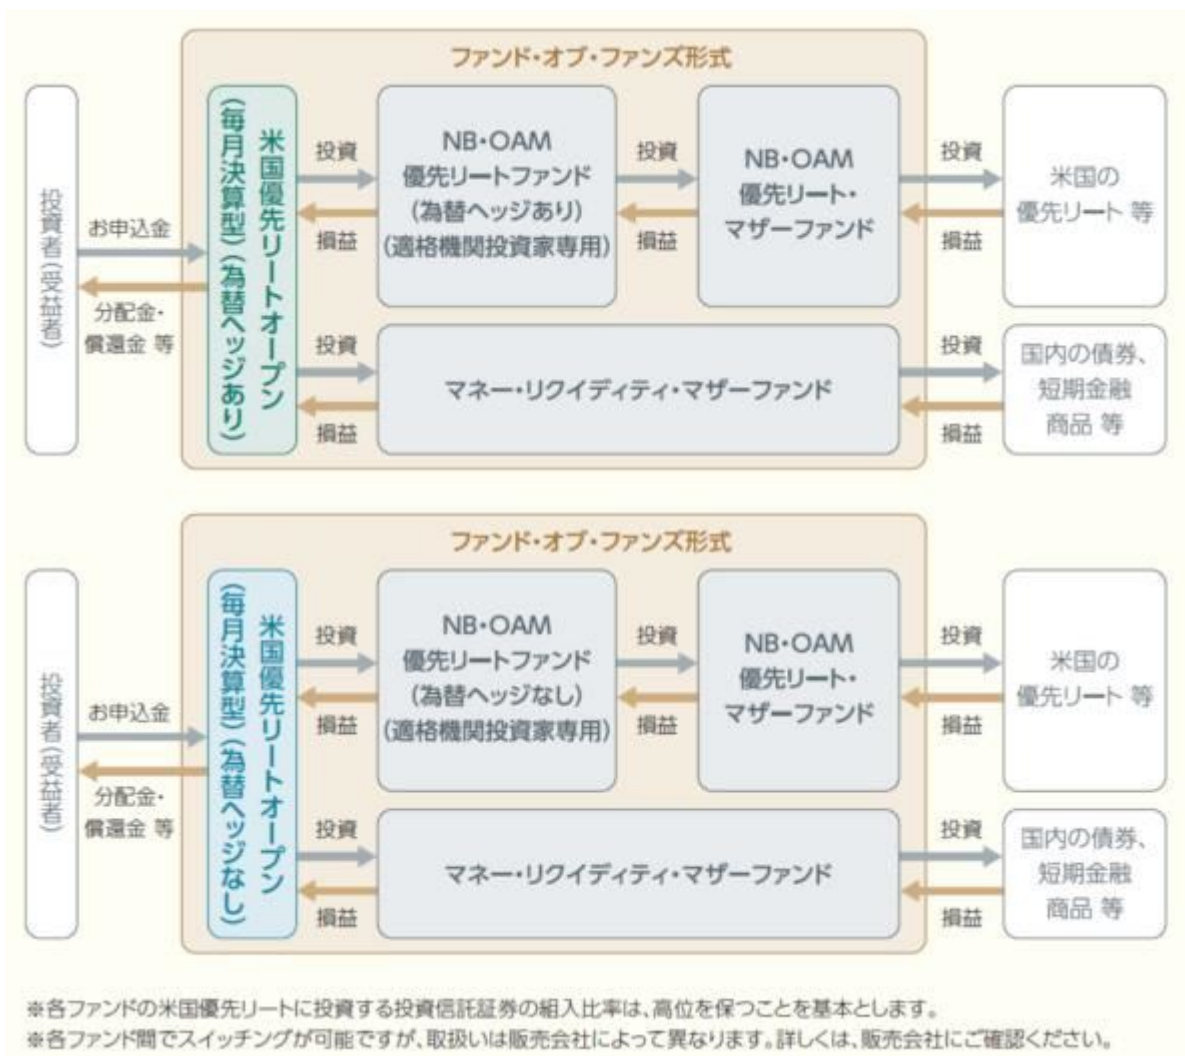 ファンド・オブ・ファンズ形式
投資者(受益者)
お申込金
分配金・
償還金 等
米国優先リートオープン
(毎月決算型)(為替ヘッジあり)
投資
損益
NB・OAM
優先リートファンド
(為替ヘッジあり)
(適格機関投資家専用)
投資
損益
NB・OAM
優先リート・
マザーファンド
投資
損益
米国の
優先リート 等
投資
損益
マネー・リクイディティ・マザーファンド
投資
損益
国内の債券、
短期金融
商品 等
ファンド・オブ・ファンズ形式
投資者(受益者)
お申込金
分配金・
償還金 等
米国優先リートオープン
(毎月決算型)(為替ヘッジなし)
投資
損益
NB・OAM
優先リートファンド
(為替ヘッジなし)
(適格機関投資家専用)
投資
損益
NB・OAM
優先リート・
マザーファンド
投資
損益
米国の
優先リート 等
投資
損益
マネー・リクイディティ・マザーファンド
投資
損益
国内の債券、
短期金融
商品 等
※各ファンドの米国優先リートに投資する投資信託証券の組入比率は、高位を保つことを基本とします。
※各ファンド間でスイッチングが可能ですが、取扱いは販売会社によって異なります。詳しくは、販売会社にご確認ください。